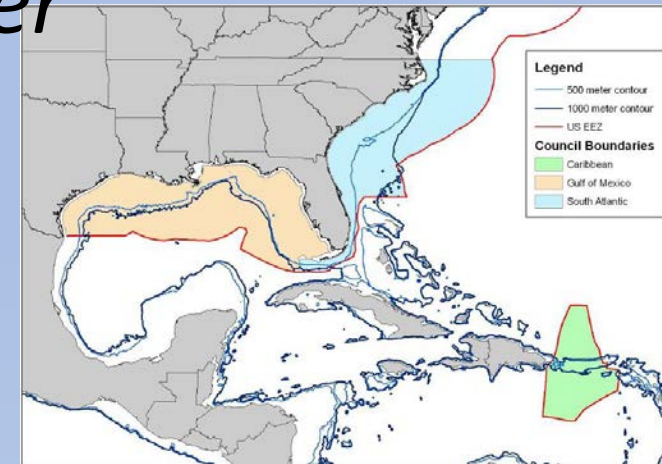 er
Legend
500 meter contour
1000 meter contour
US EEZ
Council Boundaries
Caribbean
Gulf of Mexico
South Atlantic